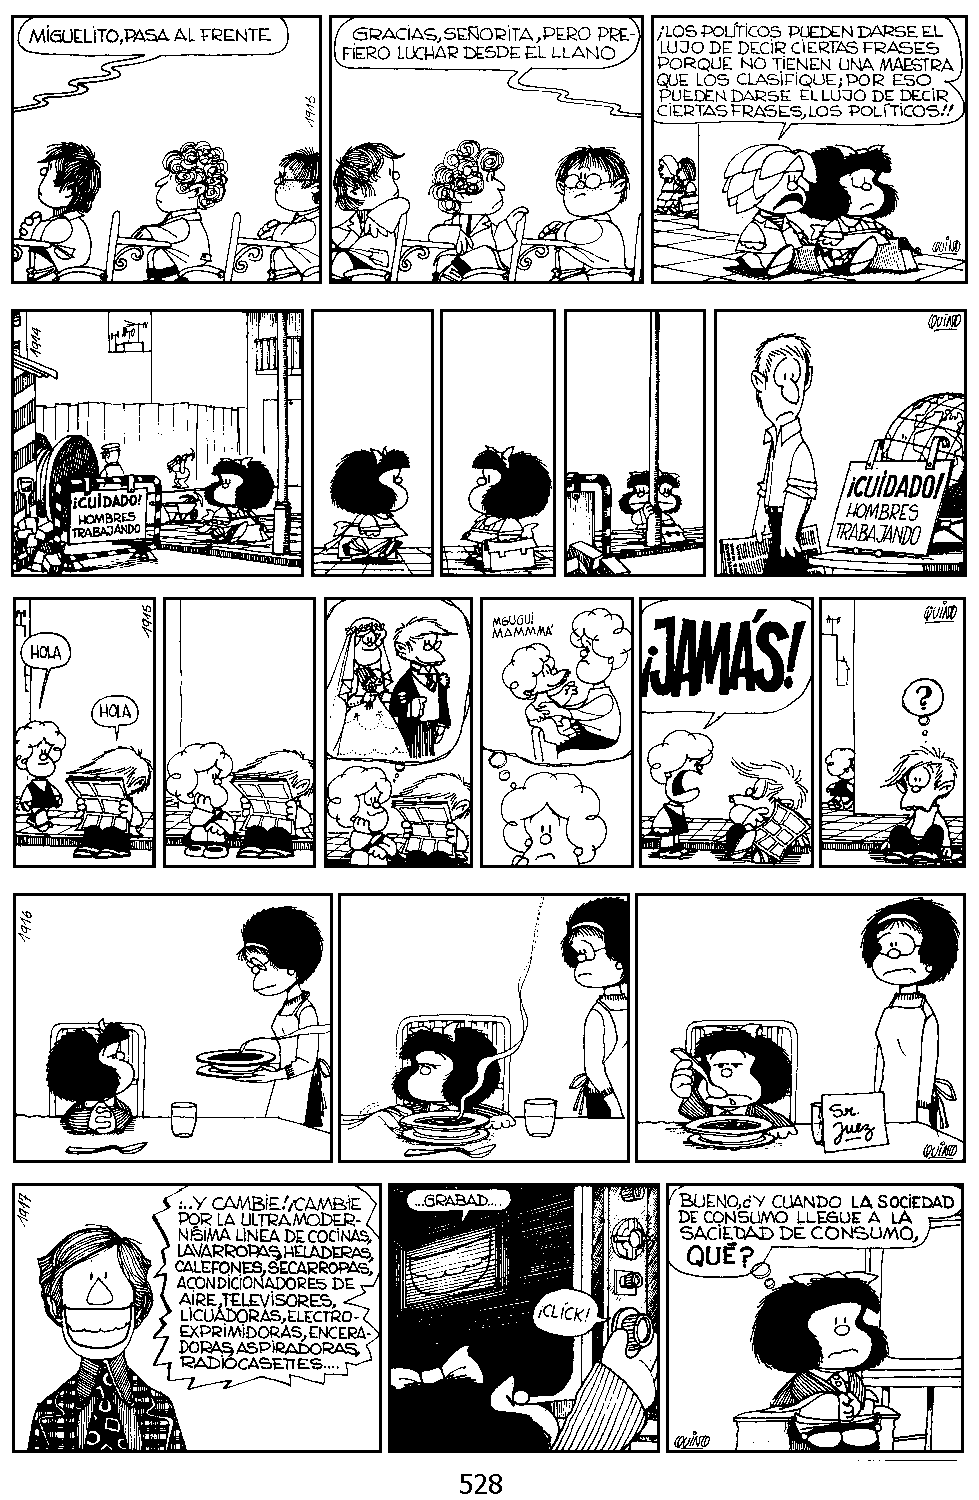 MIGUELITO, PASA AL FRENTE
1913
GRACIAS, SEÑORITA, PERO PRE-
FIERO LUCHAR DESDE EL LLANO
¡LOS POLÍTICOS PUEDEN DARSE EL
LUJO DE DECIR CIERTAS FRASES
PORQUE NO TIENEN UNA MAESTRA
QUE LOS CLASIFIQUE; POR ESO
PUEDEN DARSE EL LUJO DE DECIR
CIERTAS FRASES, LOS POLÍTICOS!!
QUINO
1914
¡CUIDADO!
HOMBRES
TRABAJANDO
QUINO
¡CUIDADO!
HOMBRES
TRABAJANDO
1915
HOLA
HOLA
MGUGUI
MAMMMÁ
¡JAMÁS!
QUINO
?
1916
Sr.
Juez
QUINO
1917
¡...Y CAMBIE! ¡CAMBIE
POR LA ULTRAMODER-
NÍSIMA LÍNEA DE COCINAS,
LAVARROPAS, HELADERAS,
CALEFONES, SECARROPAS,
ACONDICIONADORES DE
AIRE, TELEVISORES,
LICUADORAS, ELECTRO-
EXPRIMIDORAS, ENCERA-
DORAS, ASPIRADORAS,
RADIOCASETTES....
...GRABAD....
¡CLICK!
BUENO, ¿Y CUANDO LA SOCIEDAD
DE CONSUMO LLEGUE A LA
SACIEDAD DE CONSUMO,
QUÉ?
QUINO
528